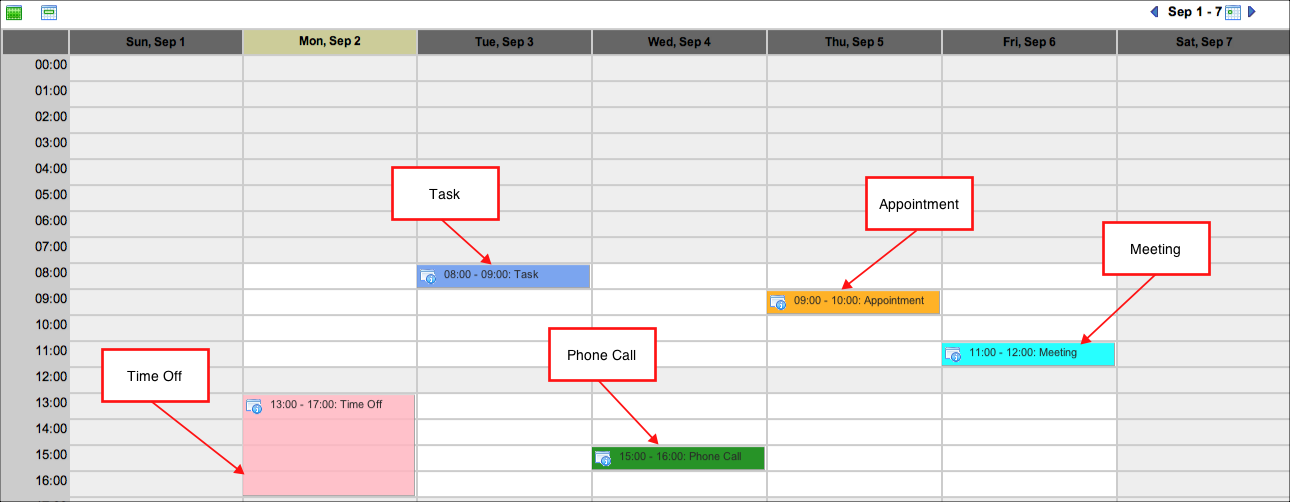 Sep 1 - 7
Sun, Sep 1 Mon, Sep 2 Tue, Sep 3 Wed, Sep 4 Thu, Sep 5 Fri, Sep 6 Sat, Sep 7
00:00
01:00
02:00
03:00
04:00
05:00
Task
Appointment
06:00
07:00
Meeting
08:00
08:00 - 09:00: Task
09:00
09:00 - 10:00: Appointment
10:00
11:00
11:00 - 12:00: Meeting
Phone Call
12:00
Time Off
13:00
13:00 - 17:00: Time Off
14:00
15:00
15:00 - 16:00: Phone Call
16:00